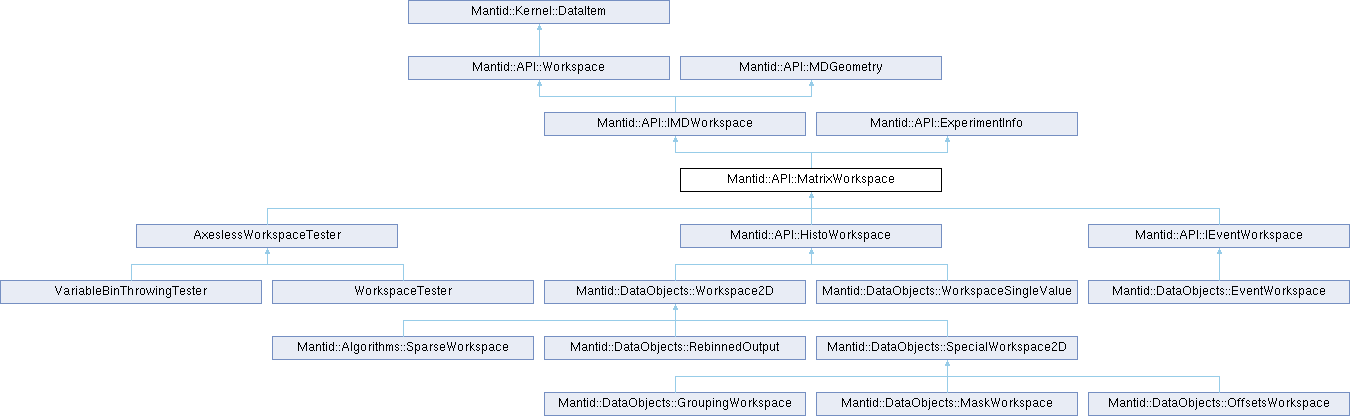 Mantid::Kernel::DataItem
Mantid::API::Workspace
Mantid::API::MDGeometry
Mantid::API::IMDWorkspace
Mantid::API::ExperimentInfo
Mantid::API::MatrixWorkspace
AxeslessWorkspaceTester
Mantid::API::HistoWorkspace
Mantid::API::IEventWorkspace
VariableBinThrowingTester
WorkspaceTester
Mantid::DataObjects::Workspace2D
Mantid::DataObjects::WorkspaceSingleValue
Mantid::DataObjects::EventWorkspace
Mantid::Algorithms::SparseWorkspace
Mantid::DataObjects::RebinnedOutput
Mantid::DataObjects::SpecialWorkspace2D
Mantid::DataObjects::GroupingWorkspace
Mantid::DataObjects::MaskWorkspace
Mantid::DataObjects::OffsetsWorkspace